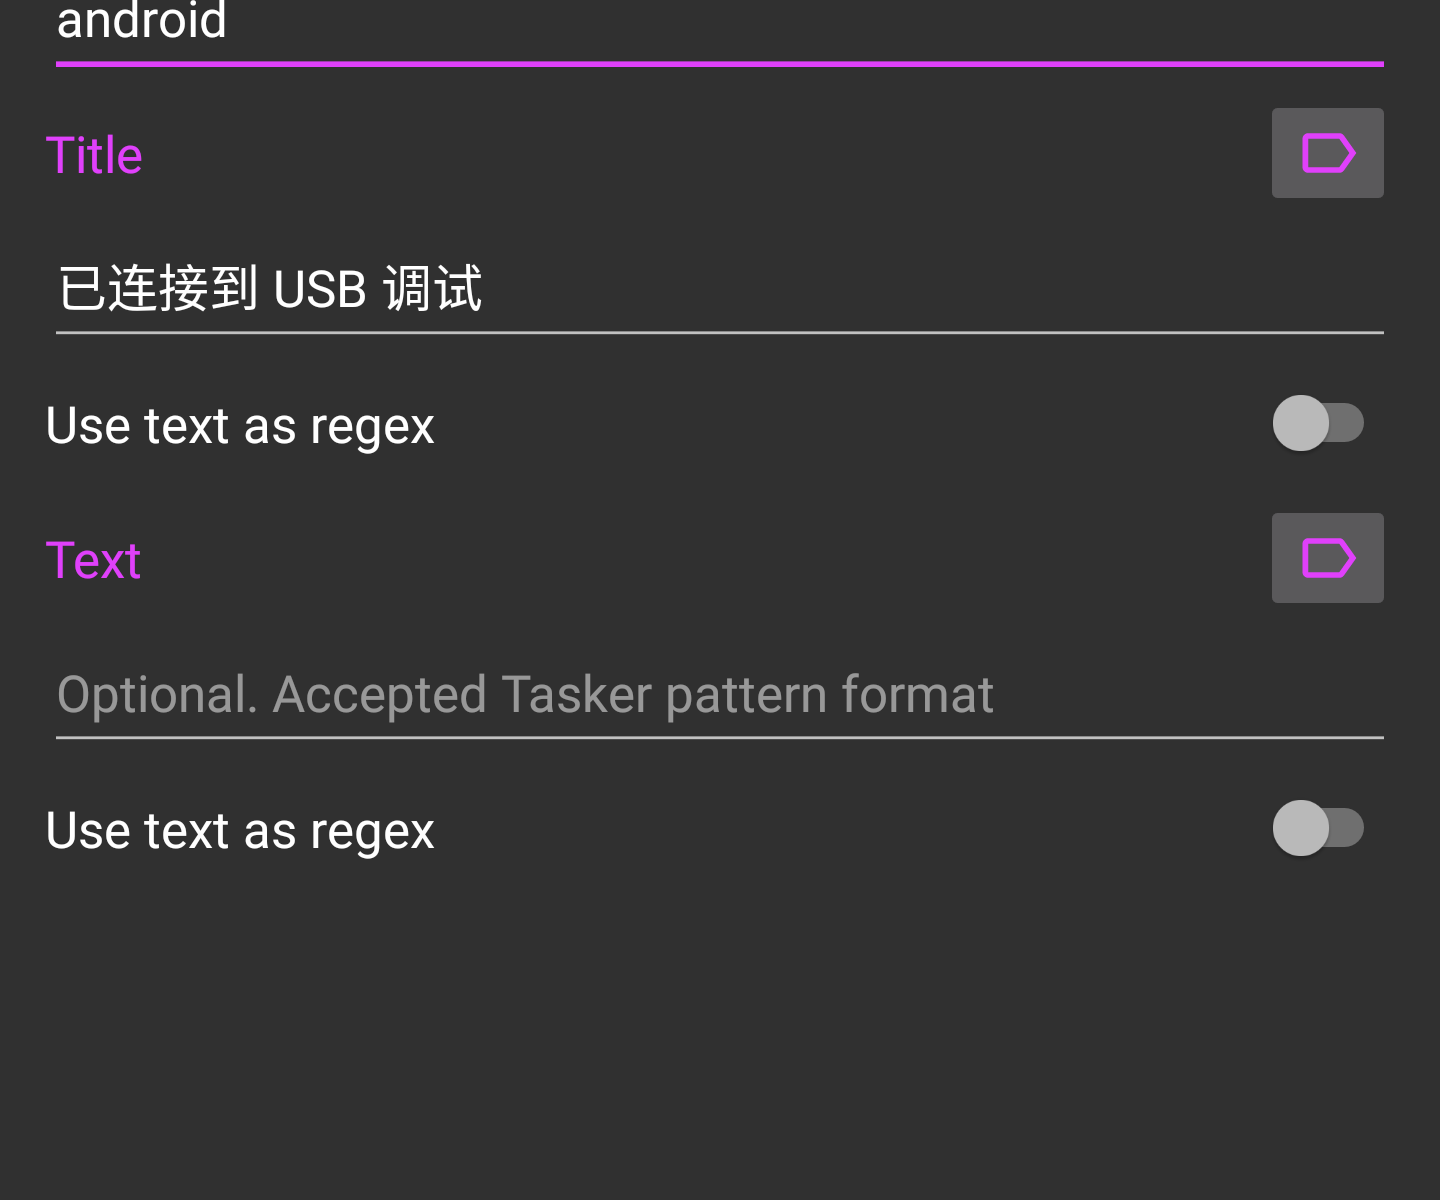 android
Title
已连接到 USB 调试
Use text as regex
Text
Optional. Accepted Tasker pattern format
Use text as regex